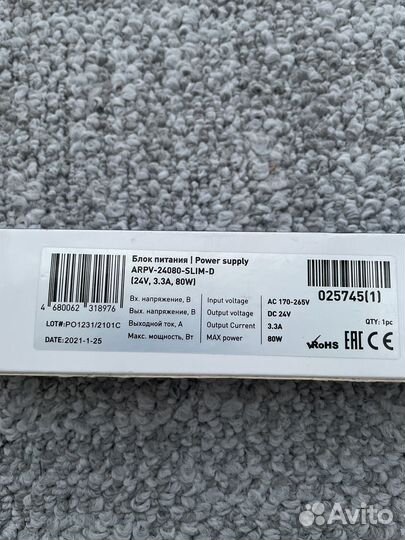 Блок питания | Power supply
ARPV-24080-SLIM-D
(24V, 3.3A, 80W)
025745(1)
4 680062 318976
LOT#:PO1231/2101C
DATE:2021-1-25
Вх. напряжение, В Input voltage AC 170-265V
Вых. напряжение, В Output voltage DC 24V
Выходной ток, А Output Current 3.3A
Макс. мощность, Вт MAX power 80W
QTY: 1pc
RoHS EAC CE
Avito